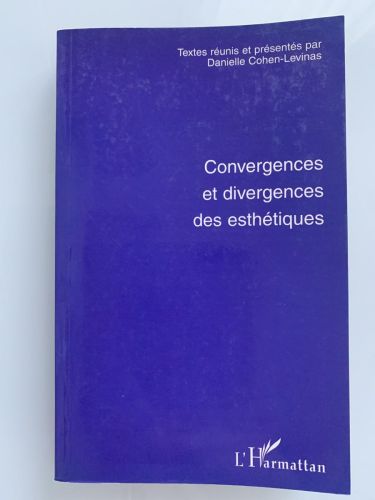 Textes réunis et présentés par
Danielle Cohen-Levinas
Convergences
et divergences
des esthétiques
L'Harmattan